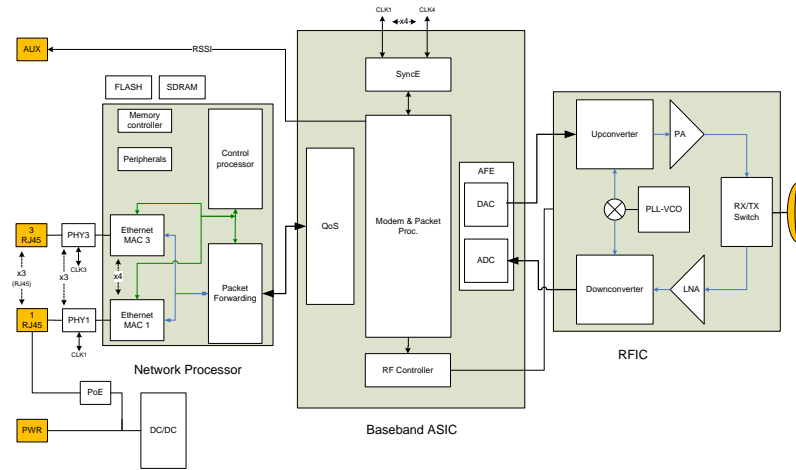 CLK1
x4
CLK4
AUX
RSSI
SyncE
FLASH
SDRAM
Memory
controller
Control
processor
Peripherals
Upconverter
PA
AFE
DAC
QoS
Modem & Packet
Proc.
PLL-VCO
RX/TX
Switch
3
RJ45
PHY3
Ethernet
MAC 3
ADC
CLK3
x3
(RJ45)
x3
x4
Packet
Forwarding
Downconverter
LNA
1
RJ45
PHY1
Ethernet
MAC 1
CLK1
RFIC
Network Processor
RF Controller
PoE
PWR
DC/DC
Baseband ASIC